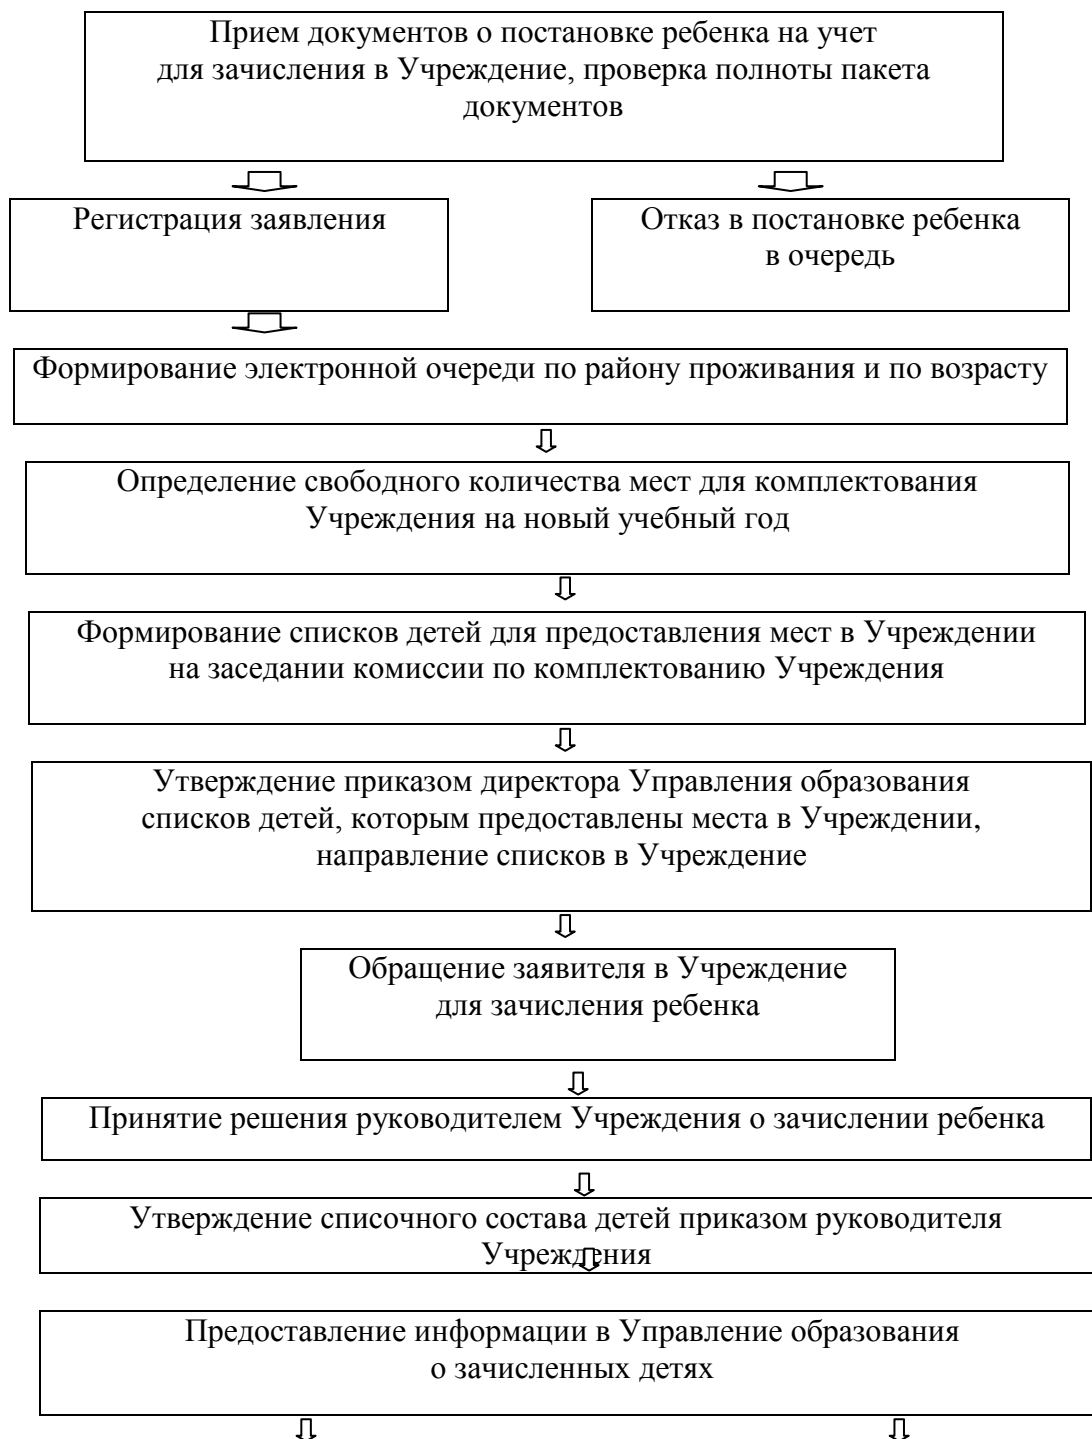 Прием документов о постановке ребенка на учет
для зачисления в Учреждение, проверка полноты пакета
документов
Регистрация заявления
Отказ в постановке ребенка
в очередь
Формирование электронной очереди по району проживания и по возрасту
Определение свободного количества мест для комплектования
Учреждения на новый учебный год
Формирование списков детей для предоставления мест в Учреждении
на заседании комиссии по комплектованию Учреждения
Утверждение приказом директора Управления образования
списков детей, которым предоставлены места в Учреждении,
направление списков в Учреждение
Обращение заявителя в Учреждение
для зачисления ребенка
Принятие решения руководителем Учреждения о зачислении ребенка
Утверждение списочного состава детей приказом руководителя
Учреждения
Предоставление информации в Управление образования
о зачисленных детях